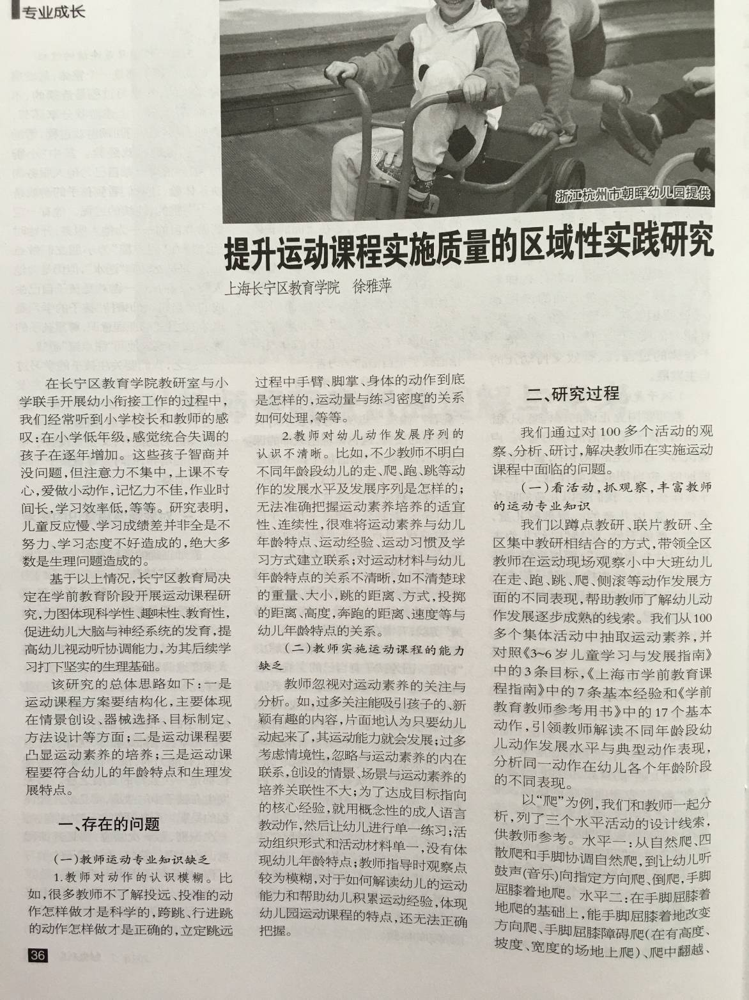 专业成长
浙江杭州市朝晖幼儿园提供
提升运动课程实施质量的区域性实践研究
上海长宁区教育学院 徐雅萍
在长宁区教育学院教研室与小
学联手开展幼小衔接工作的过程中，
我们经常听到小学校长和教师的感
叹：在小学低年级，感觉统合失调的
孩子在逐年增加。这些孩子智商并
没问题，但注意力不集中，上课不专
心，爱做小动作，记忆力不佳，作业时
间长，学习效率低，等等。研究表明，
儿童反应慢、学习成绩差并非全是不
努力、学习态度不好造成的，绝大多
数是生理问题造成的。
基于以上情况，长宁区教育局决
定在学前教育阶段开展运动课程研
究，力图体现科学性、趣味性、教育性，
促进幼儿大脑与神经系统的发育，提
高幼儿视动听协调能力，为其后续学
习打下坚实的生理基础。
该研究的总体思路如下：一是
运动课程方案要结构化，主要体现
在情景创设、器械选择、目标制定、
方法设计等方面；二是运动课程要
凸显运动素养的培养；三是运动课
程要符合幼儿的年龄特点和生理发
展特点。
一、存在的问题
（一）教师运动专业知识缺乏
1.教师对动作的认识模糊。比
如，很多教师不了解投远、投准的动
作怎样做才是科学的，跨跳、行进跳
的动作怎样做才是正确的，立定跳远
36
过程中手臂、脚掌、身体的动作到底
是怎样的，运动量与练习密度的关系
如何处理，等等。
2.教师对幼儿动作发展序列的
认识不清晰。比如，不少教师不明白
不同年龄段幼儿的走、爬、跑、跳等动
作的发展水平及发展序列是怎样的；
无法准确把握运动素养培养的适宜
性、连续性，很难将运动素养与幼儿
年龄特点、运动经验、运动习惯及学
习方式建立联系；对运动材料与幼儿
年龄特点的关系不清晰，如不清楚球
的重量、大小，跳的距离、方式，投掷
的距离、高度，奔跑的距离、速度等与
幼儿年龄特点的关系。
（二）教师实施运动课程的能力
缺乏
教师忽视对运动素养的关注与
分析。如，过多关注能吸引孩子的、新
颖有趣的内容，片面地认为只要幼儿
动起来了，其运动能力就会发展；过多
考虑情境性，忽略与运动素养的内在
联系，创设的情景、场景与运动素养的
培养关联性不大；为了达成目标指向
的核心经验，就用概念性的成人语言
教动作，然后让幼儿进行单一练习；活
动组织形式和活动材料单一，没有体
现幼儿年龄特点；教师指导时观察点
较为模糊，对于如何解读幼儿的运动
能力和帮助幼儿积累运动经验，体现
幼儿园运动课程的特点，还无法正确
把握。
二、研究过程
我们通过对100多个活动的观
察、分析、研讨，解决教师在实施运动
课程中面临的问题。
（一）看活动，抓观察，丰富教师
的运动专业知识
我们以蹲点教研、联片教研、全
区集中教研相结合的方式，带领全区
教师在运动现场观察小中大班幼儿
在走、跑、跳、爬、侧滚等动作发展方
面的不同表现，帮助教师了解幼儿动
作发展逐步成熟的线索。我们从100
多个集体活动中抽取运动素养，并
对照《3~6岁儿童学习与发展指南》
中的3条目标，《上海市学前教育课
程指南》中的7条基本经验和《学前
教育教师参考用书》中的17个基本
动作，引领教师解读不同年龄段幼
儿动作发展水平与典型动作表现，
分析同一动作在幼儿各个年龄阶段
的不同表现。
以“爬”为例，我们和教师一起分
析，列了三个水平活动的设计线索，
供教师参考。水平一：从自然爬、四
散爬和手脚协调自然爬，到让幼儿听
鼓声（音乐）向指定方向爬、倒爬，手脚
屈膝着地爬。水平二：在手脚屈膝着
地爬的基础上，能手脚屈膝着地改变
方向爬、手脚屈膝障碍爬（在有高度、
坡度、宽度的场地上爬）、爬中翻越、